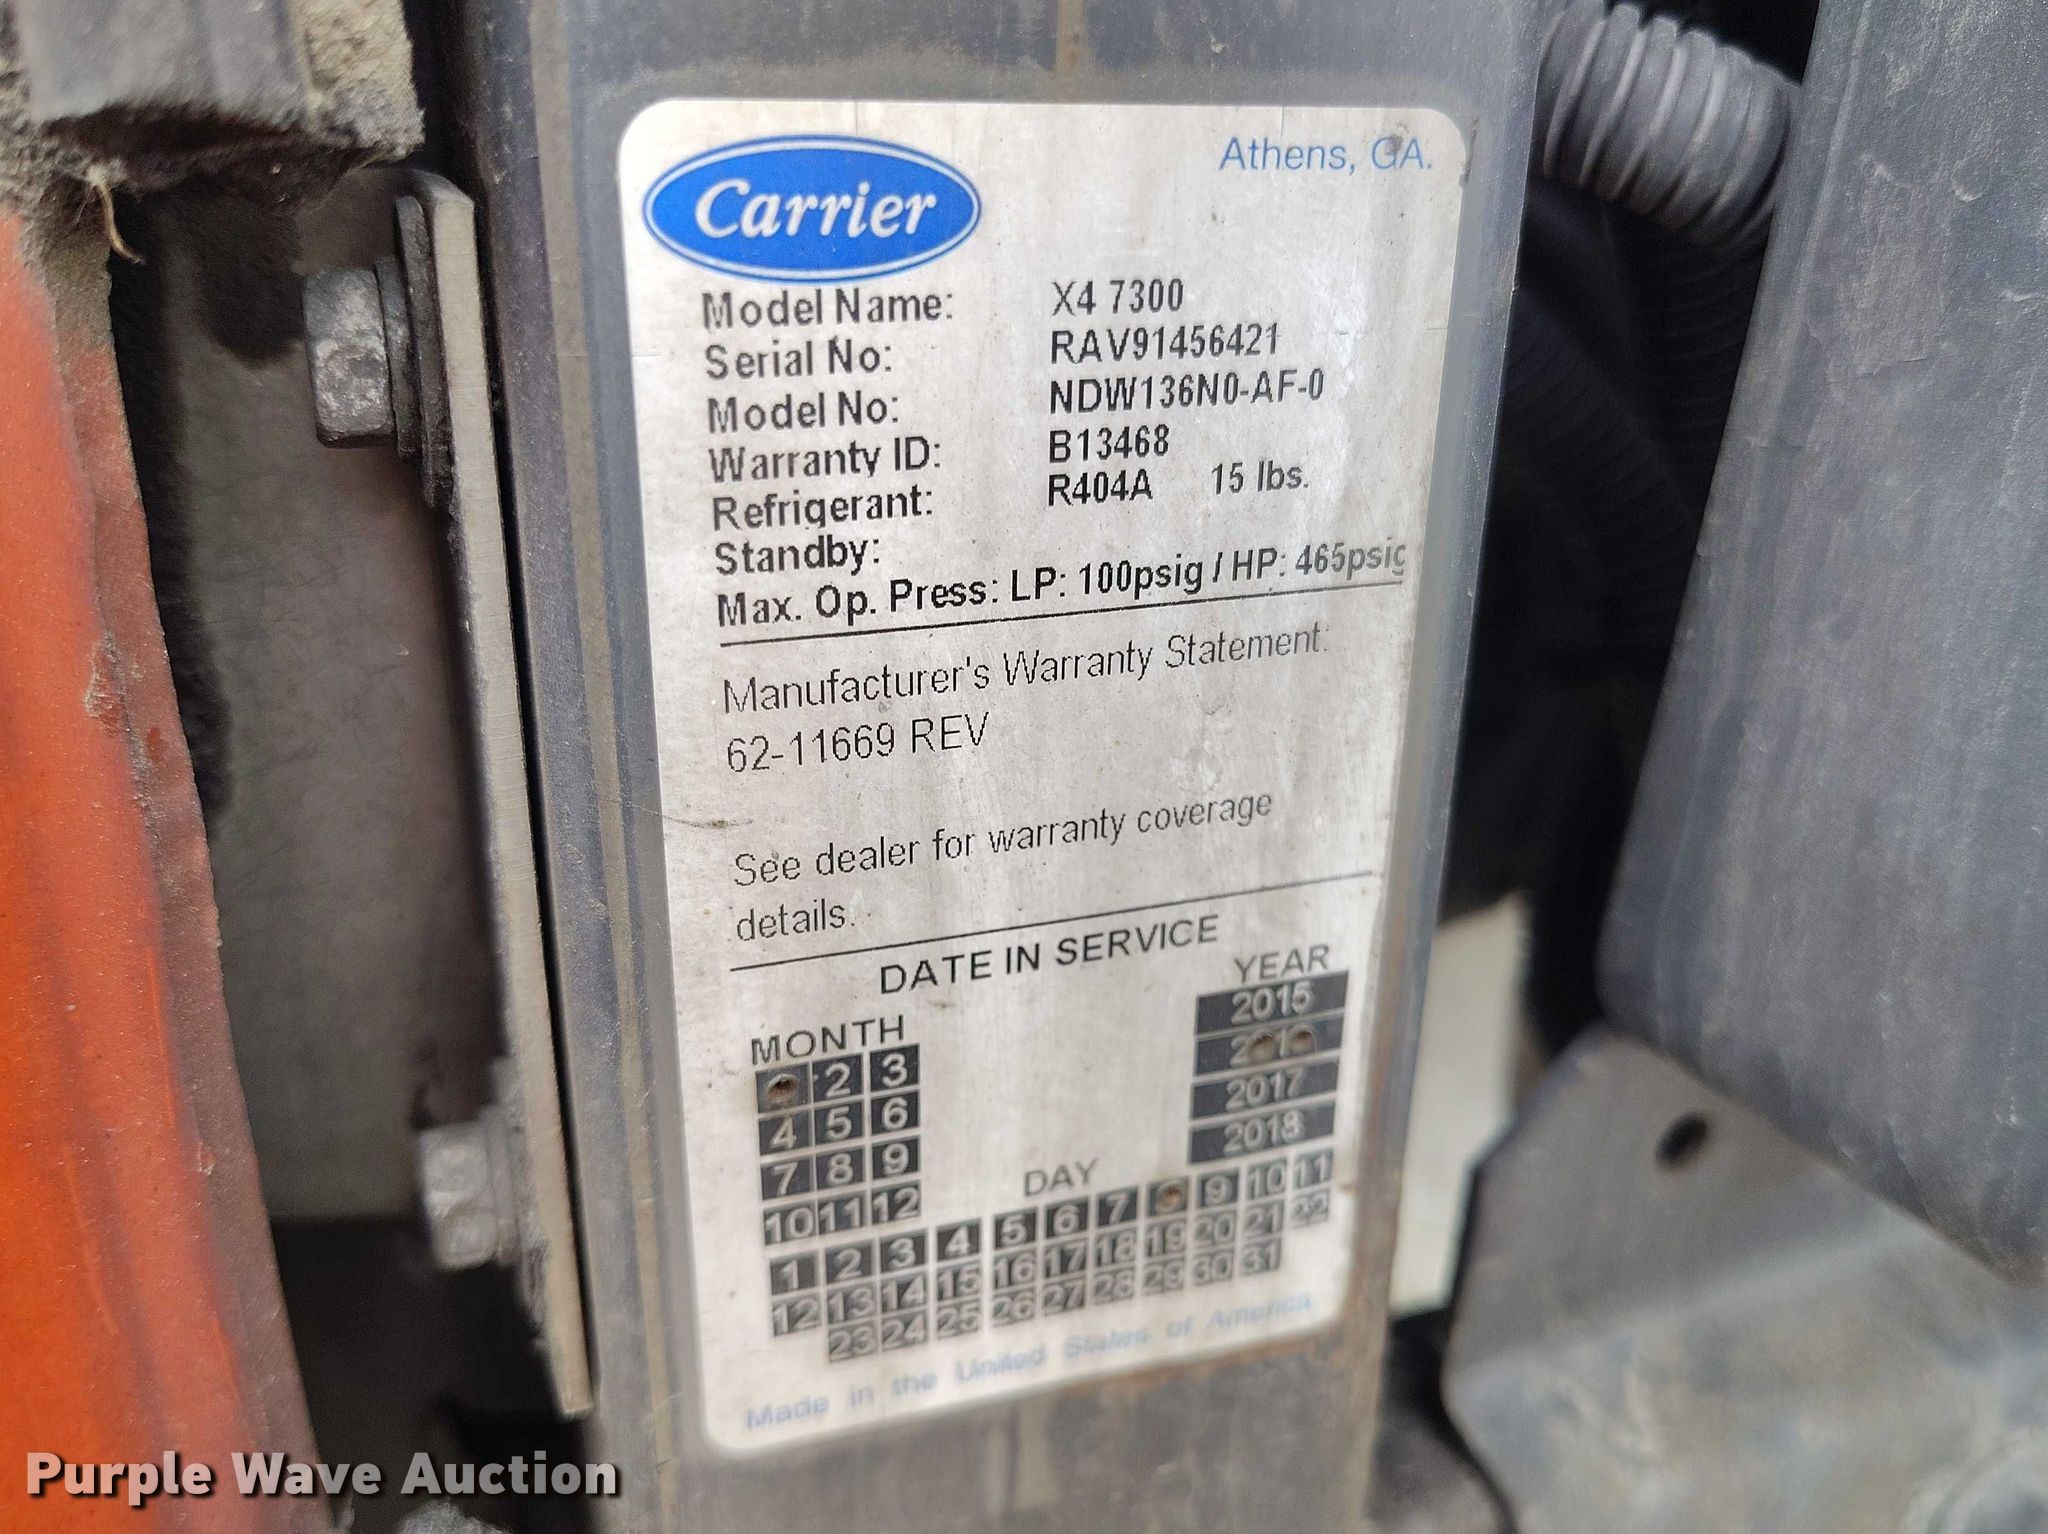 Carrier
Athens, GA.
Model Name: X4 7300
Serial No: RAV91456421
Model No: NDW136N0-AF-0
Warranty ID: B13468
Refrigerant: R404A 15 lbs.
Standby:
Max. Op. Press: LP: 100psig / HP: 465psig
Manufacturer's Warranty Statement:
62-11669 REV
See dealer for warranty coverage
details.
DATE IN SERVICE
YEAR
2015
2017
2018
MONTH
2 3
4 5 6
7 8 9
10 11 12
DAY
1 2 3 4 5 6 7 9 10 11
12 13 14 15 16 17 18 19 20 21 22
23 24 25 26 27 28 29 30 31
Made in the United States of America
Purple Wave Auction